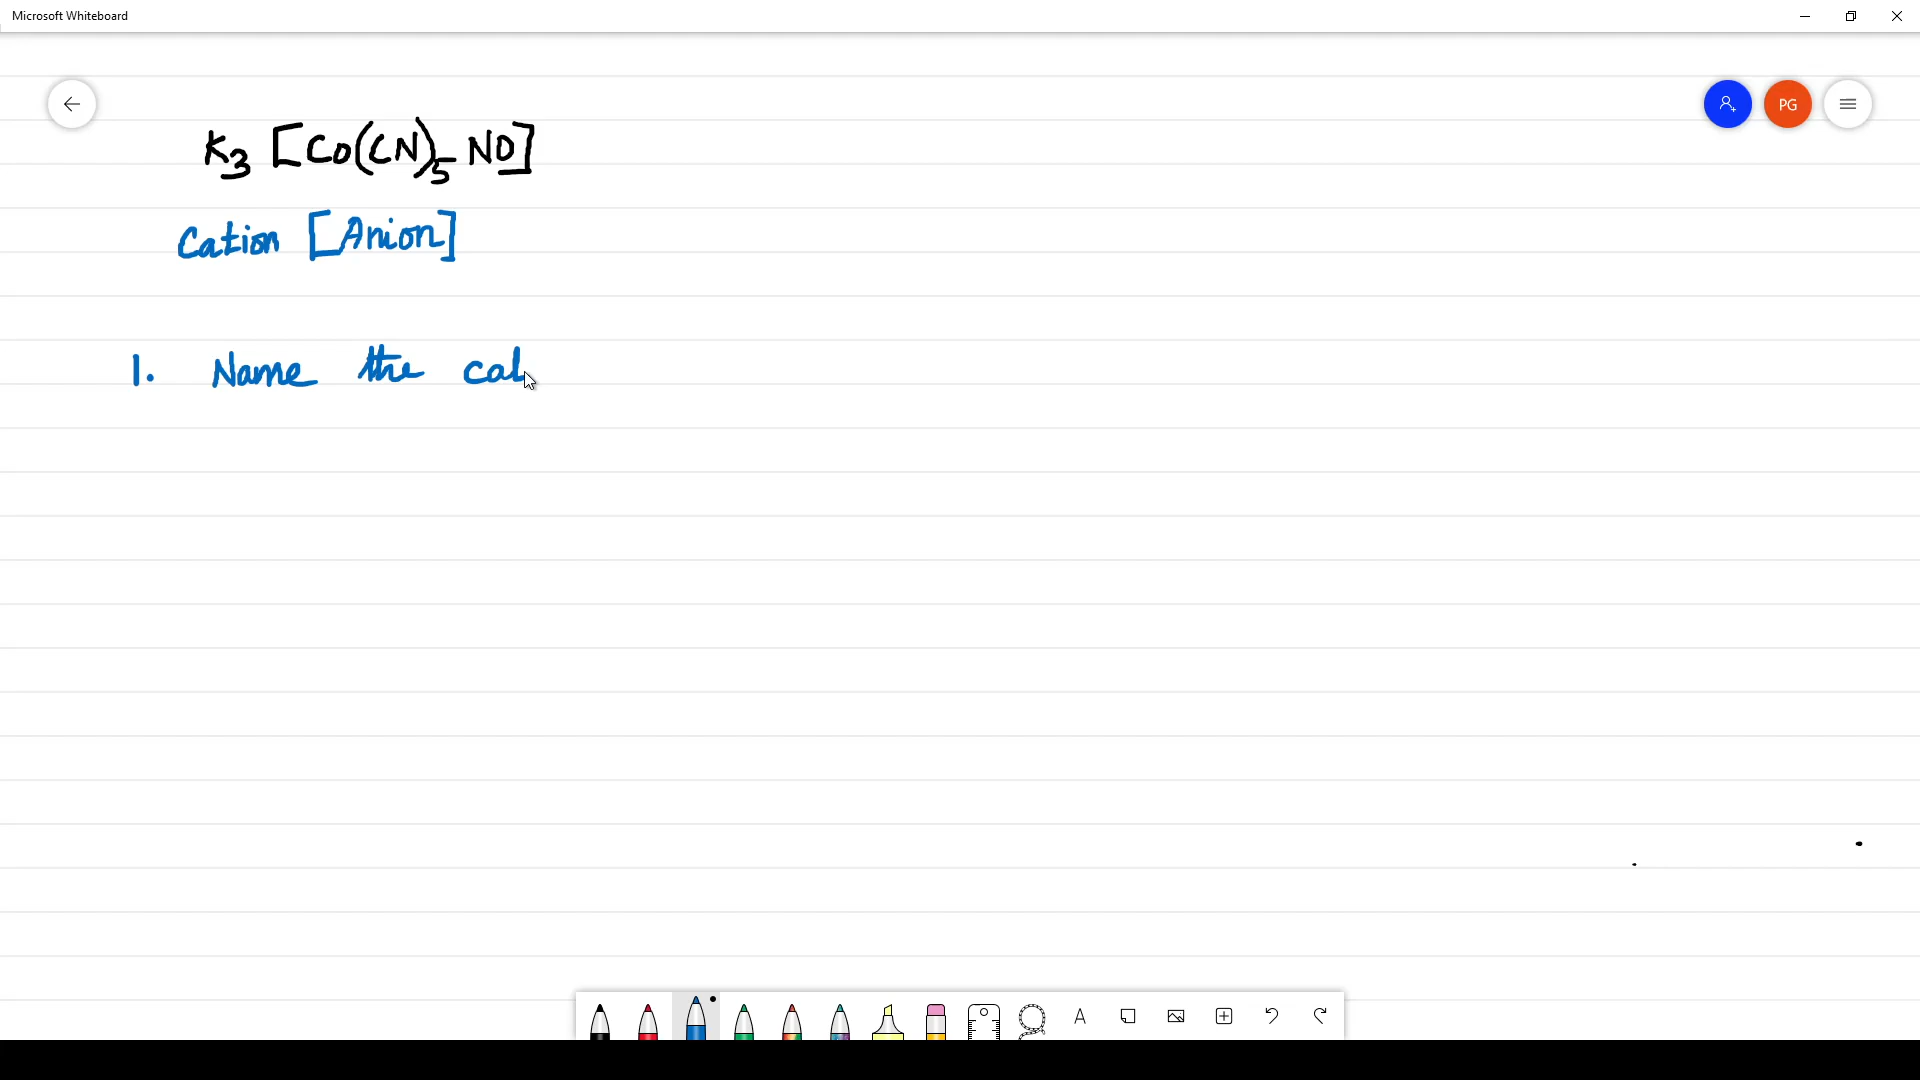 Microsoft Whiteboard
PG
K3 [Co(CN)5 NO]
Cation [Anion]
1. Name the cat
A